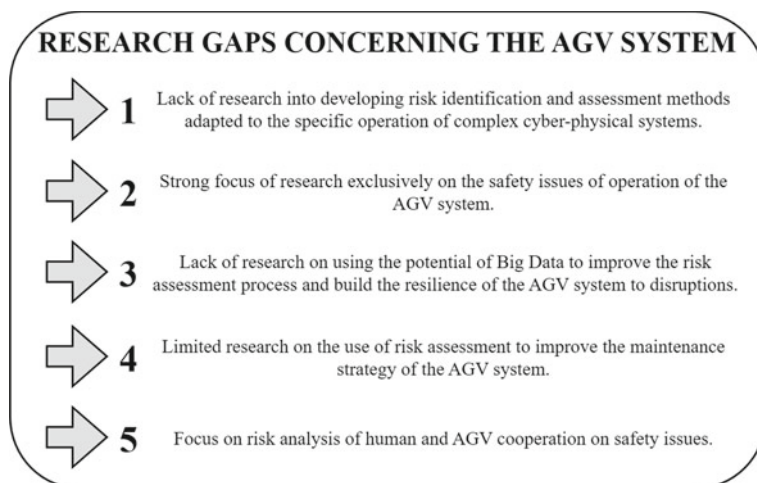 RESEARCH GAPS CONCERNING THE AGV SYSTEM
1 Lack of research into developing risk identification and assessment methods
adapted to the specific operation of complex cyber-physical systems.
2 Strong focus of research exclusively on the safety issues of operation of the
AGV system.
3 Lack of research on using the potential of Big Data to improve the risk
assessment process and build the resilience of the AGV system to disruptions.
4 Limited research on the use of risk assessment to improve the maintenance
strategy of the AGV system.
5 Focus on risk analysis of human and AGV cooperation on safety issues.